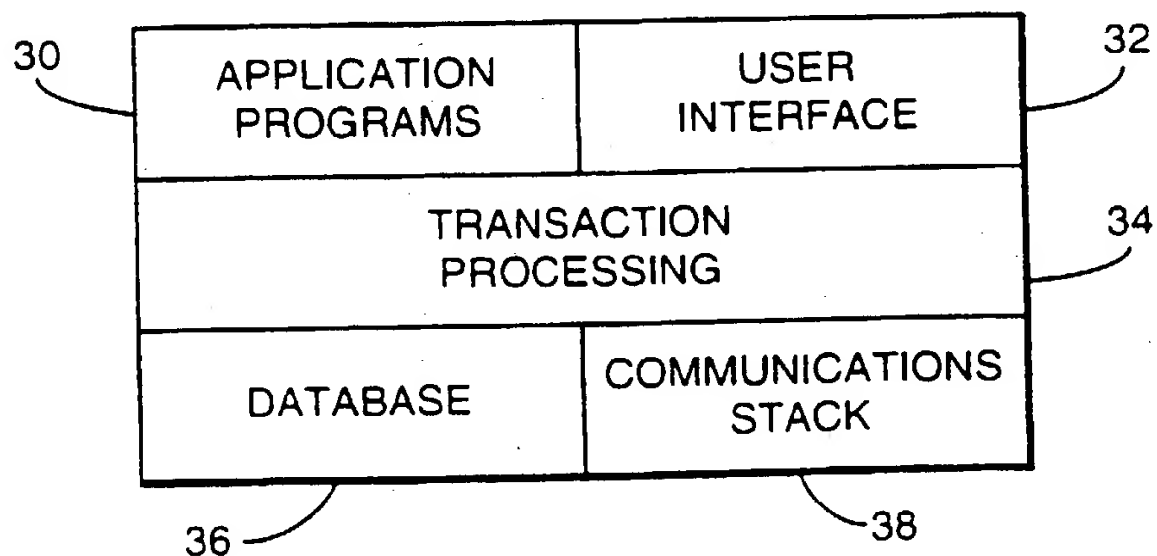 30
APPLICATION
PROGRAMS
USER
INTERFACE
32
TRANSACTION
PROCESSING
34
DATABASE
COMMUNICATIONS
STACK
36
38